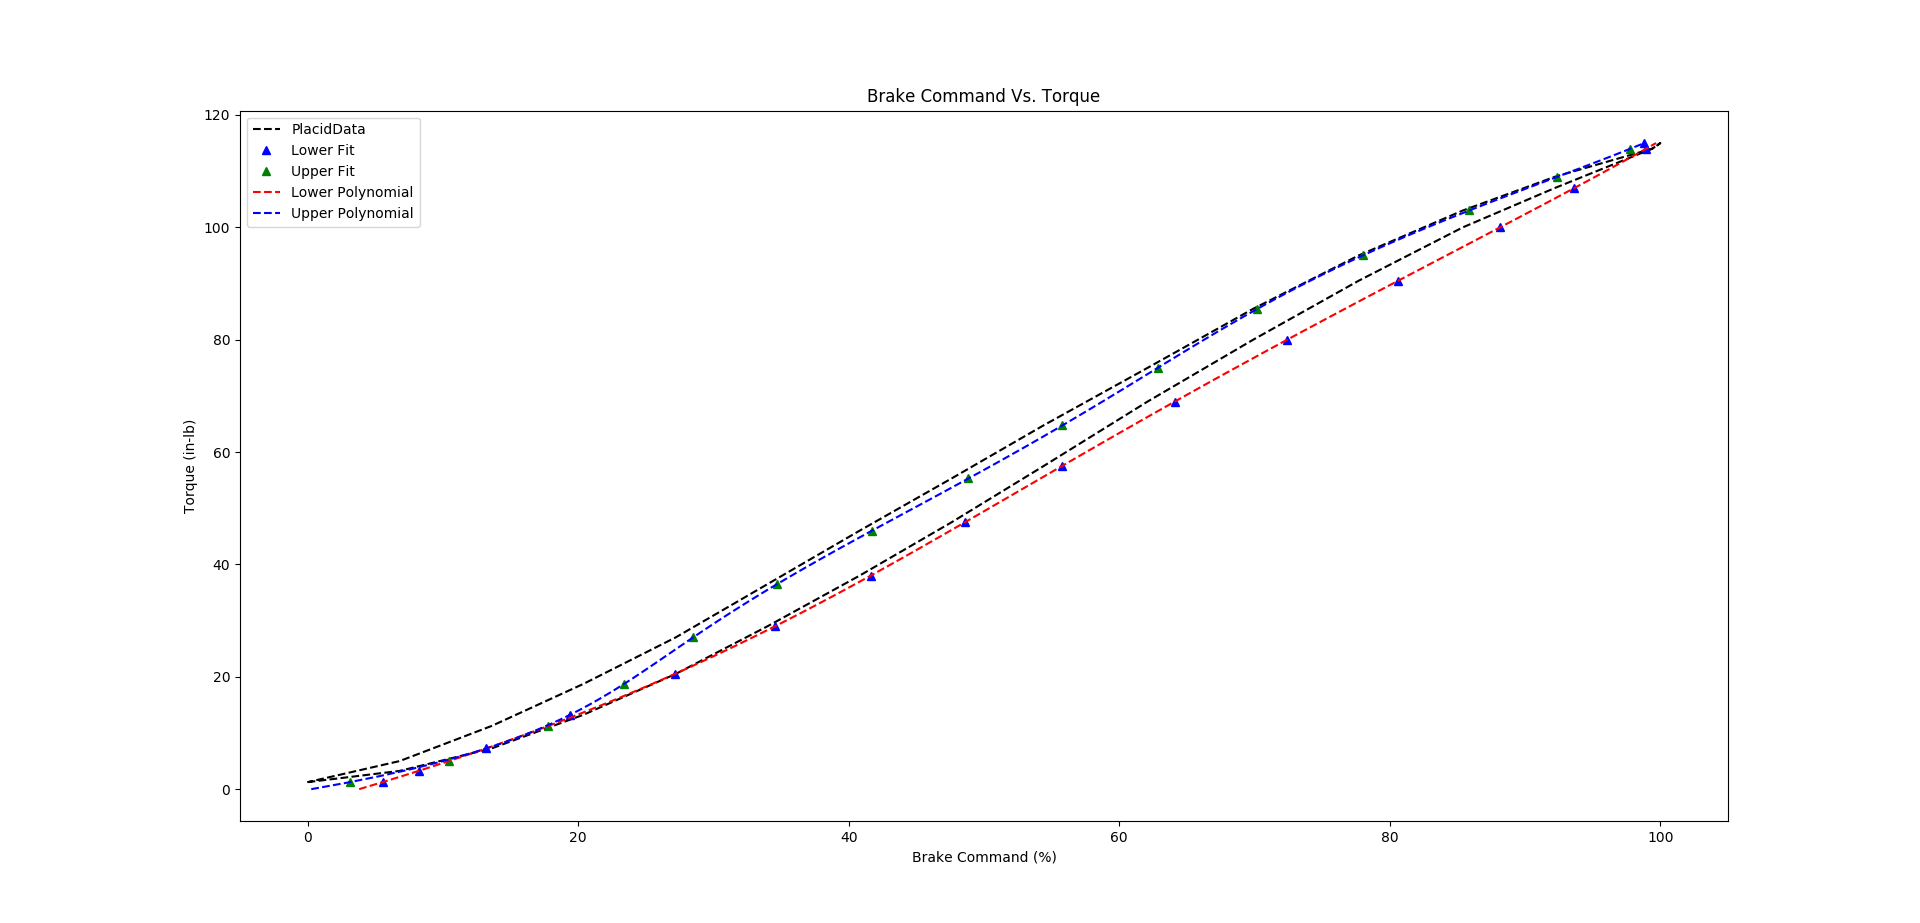 Brake Command Vs. Torque
120
100
80
60
40
20
0
Torque (in-lb)
PlacidData
Lower Fit
Upper Fit
Lower Polynomial
Upper Polynomial
0
20
40
60
80
100
Brake Command (%)